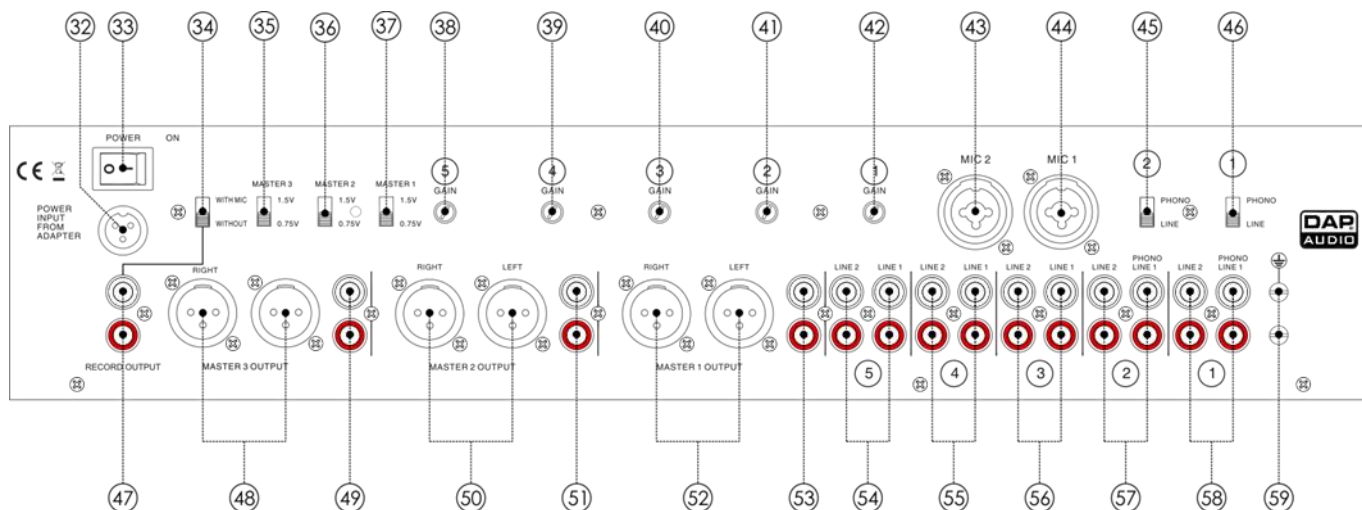 32 33 34 35 36 37 38 39 40 41 42 43 44 45 46
POWER ON
CE
POWER
INPUT
FROM
ADAPTER
WITH MIC
WITHOUT
MASTER 3
1.5V
0.75V
MASTER 2
1.5V
0.75V
MASTER 1
1.5V
0.75V
5
GAIN
4
GAIN
3
GAIN
2
GAIN
1
GAIN
MIC 2
MIC 1
2
PHONO
LINE
1
PHONO
LINE
DAP
AUDIO
RIGHT
RIGHT LEFT
RIGHT LEFT
LINE 2 LINE 1
LINE 2 LINE 1
LINE 2 LINE 1
LINE 2 PHONO
LINE 1
LINE 2 PHONO
LINE 1
RECORD OUTPUT
MASTER 3 OUTPUT
MASTER 2 OUTPUT
MASTER 1 OUTPUT
5 4 3 2 1
47 48 49 50 51 52 53 54 55 56 57 58 59